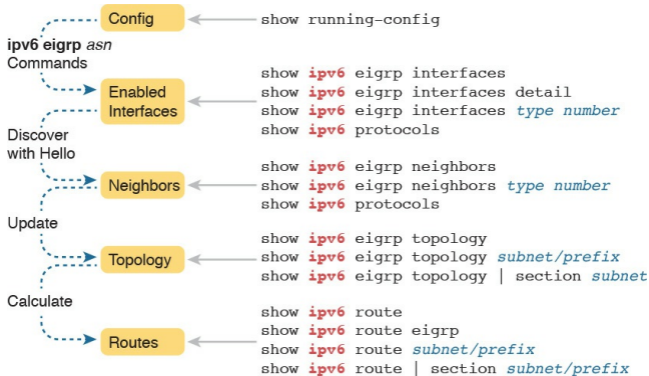 Config
show running-config
ipv6 eigrp asn
Commands
Enabled
Interfaces
show ipv6 eigrp interfaces
show ipv6 eigrp interfaces detail
show ipv6 eigrp interfaces type number
show ipv6 protocols
Discover
with Hello
Neighbors
show ipv6 eigrp neighbors
show ipv6 eigrp neighbors type number
show ipv6 protocols
Update
Topology
show ipv6 eigrp topology
show ipv6 eigrp topology subnet/prefix
show ipv6 eigrp topology | section subnet
Calculate
Routes
show ipv6 route
show ipv6 route eigrp
show ipv6 route subnet/prefix
show ipv6 route | section subnet/prefix